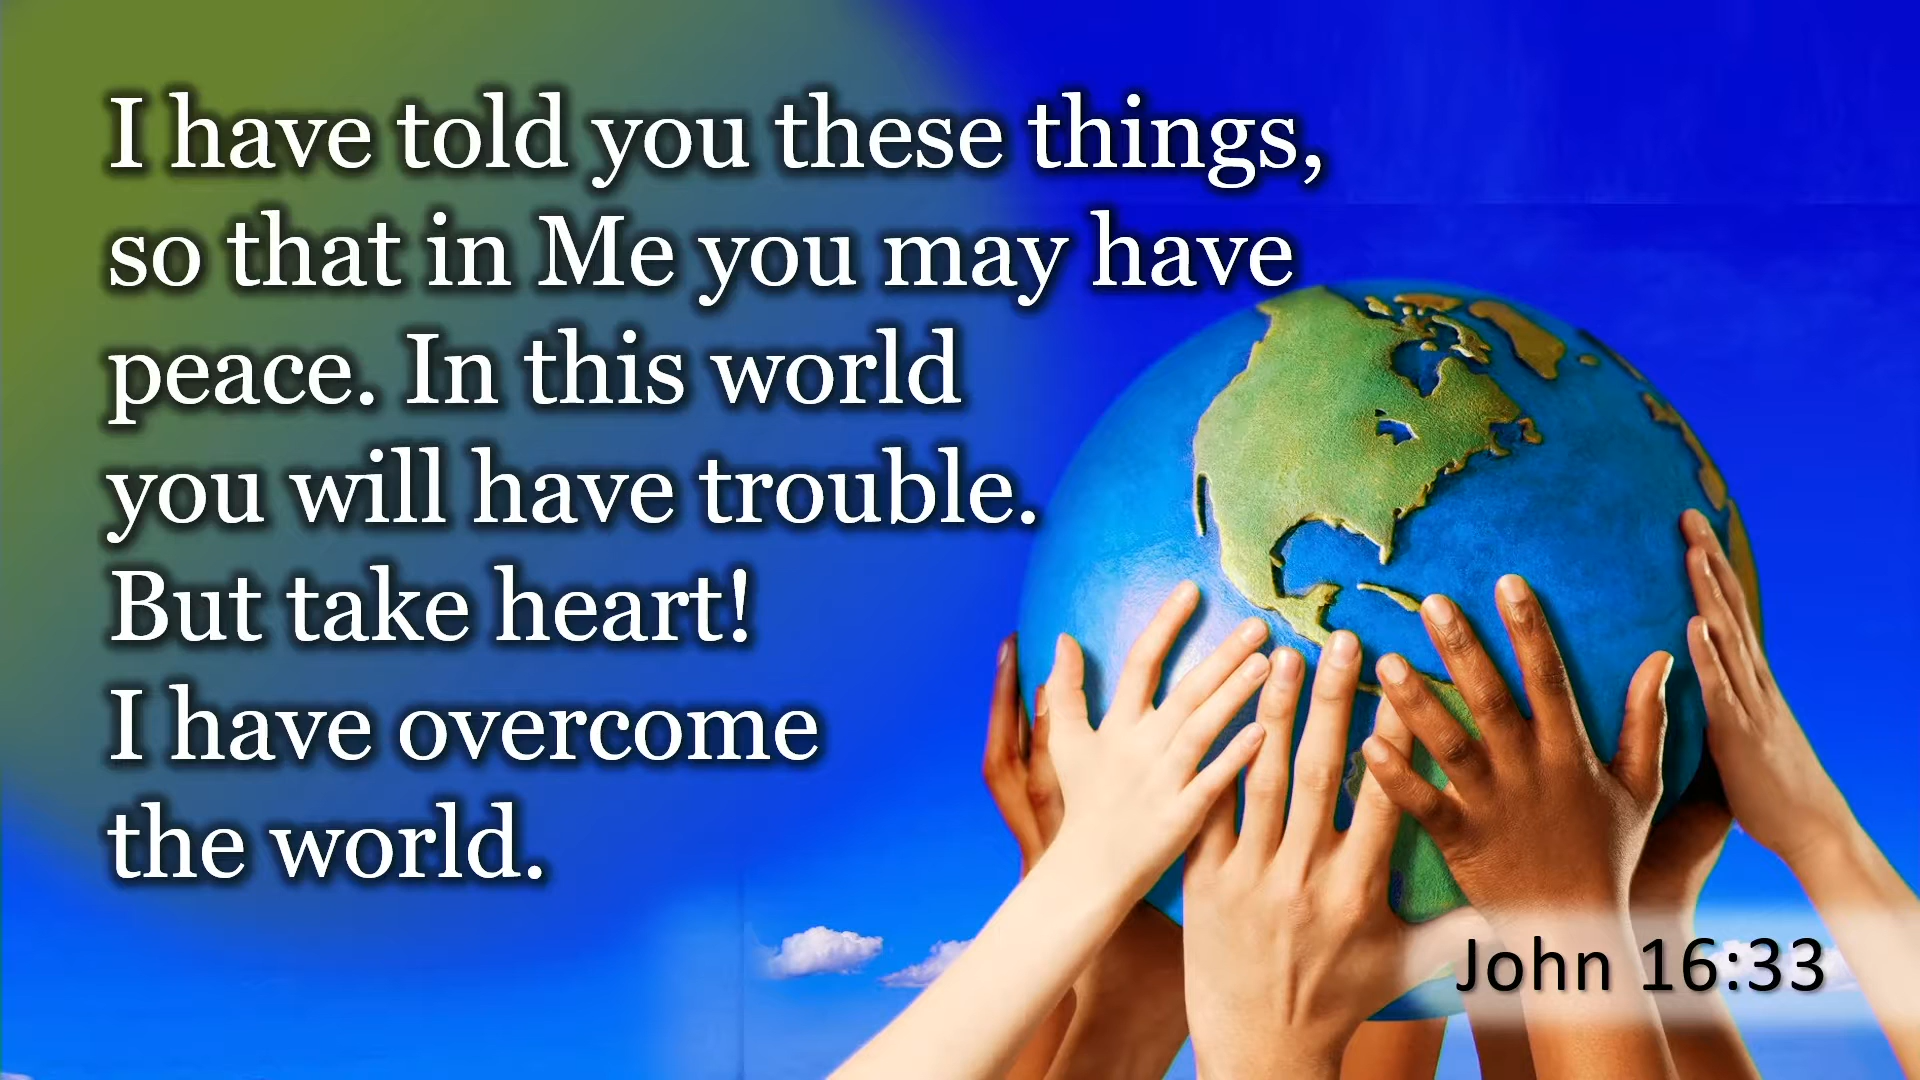 I have told you these things,
so that in Me you may have
peace. In this world
you will have trouble.
But take heart!
I have overcome
the world.
John 16:33